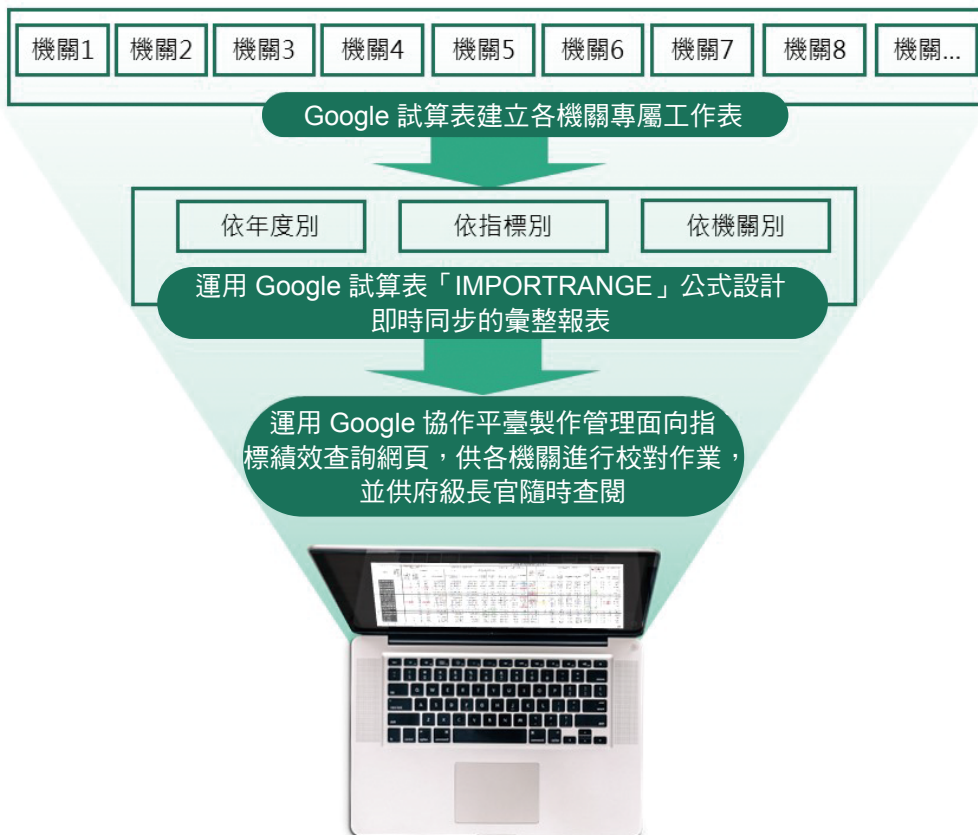 機關1 機關2 機關3 機關4 機關5 機關6 機關7 機關8 機關...
Google 試算表建立各機關專屬工作表
依年度別 依指標別 依機關別
運用 Google 試算表「IMPORTRANGE」公式設計
即時同步的彙整報表
運用 Google 協作平臺製作管理面向指
標績效查詢網頁，供各機關進行校對作業，
並供府級長官隨時查閱